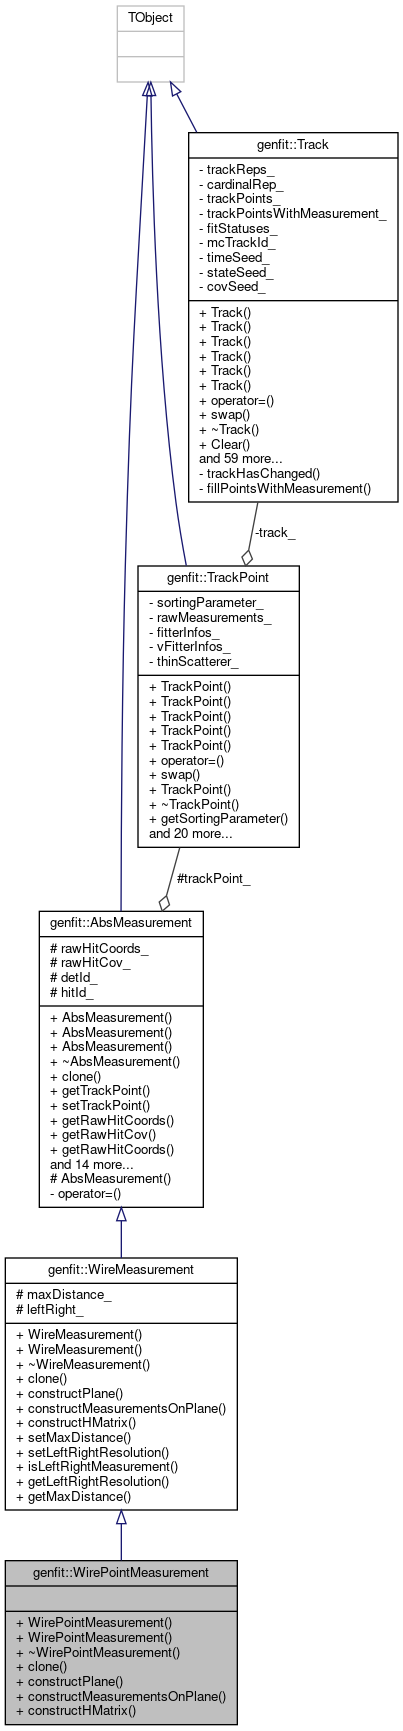 TObject
genfit::Track
- trackReps_
- cardinalRep_
- trackPoints_
- trackPointsWithMeasurement_
- fitStatuses_
- mcTrackId_
- timeSeed_
- stateSeed_
- covSeed_
+ Track()
+ Track()
+ Track()
+ Track()
+ Track()
+ Track()
+ operator=()
+ swap()
+ ~Track()
+ Clear()
and 59 more...
- trackHasChanged()
- fillPointsWithMeasurement()
-track_
genfit::TrackPoint
- sortingParameter_
- rawMeasurements_
- fitterInfos_
- vFitterInfos_
- thinScatterer_
+ TrackPoint()
+ TrackPoint()
+ TrackPoint()
+ TrackPoint()
+ TrackPoint()
+ operator=()
+ swap()
+ TrackPoint()
+ ~TrackPoint()
+ getSortingParameter()
and 20 more...
#trackPoint_
genfit::AbsMeasurement
# rawHitCoords_
# rawHitCov_
# detId_
# hitId_
+ AbsMeasurement()
+ AbsMeasurement()
+ AbsMeasurement()
+ ~AbsMeasurement()
+ clone()
+ getTrackPoint()
+ setTrackPoint()
+ getRawHitCoords()
+ getRawHitCov()
+ getRawHitCoords()
and 14 more...
# AbsMeasurement()
- operator=()
genfit::WireMeasurement
# maxDistance_
# leftRight_
+ WireMeasurement()
+ WireMeasurement()
+ ~WireMeasurement()
+ clone()
+ constructPlane()
+ constructMeasurementsOnPlane()
+ constructHMatrix()
+ setMaxDistance()
+ setLeftRightResolution()
+ isLeftRightMeasurement()
+ getLeftRightResolution()
+ getMaxDistance()
genfit::WirePointMeasurement
+ WirePointMeasurement()
+ WirePointMeasurement()
+ ~WirePointMeasurement()
+ clone()
+ constructPlane()
+ constructMeasurementsOnPlane()
+ constructHMatrix()